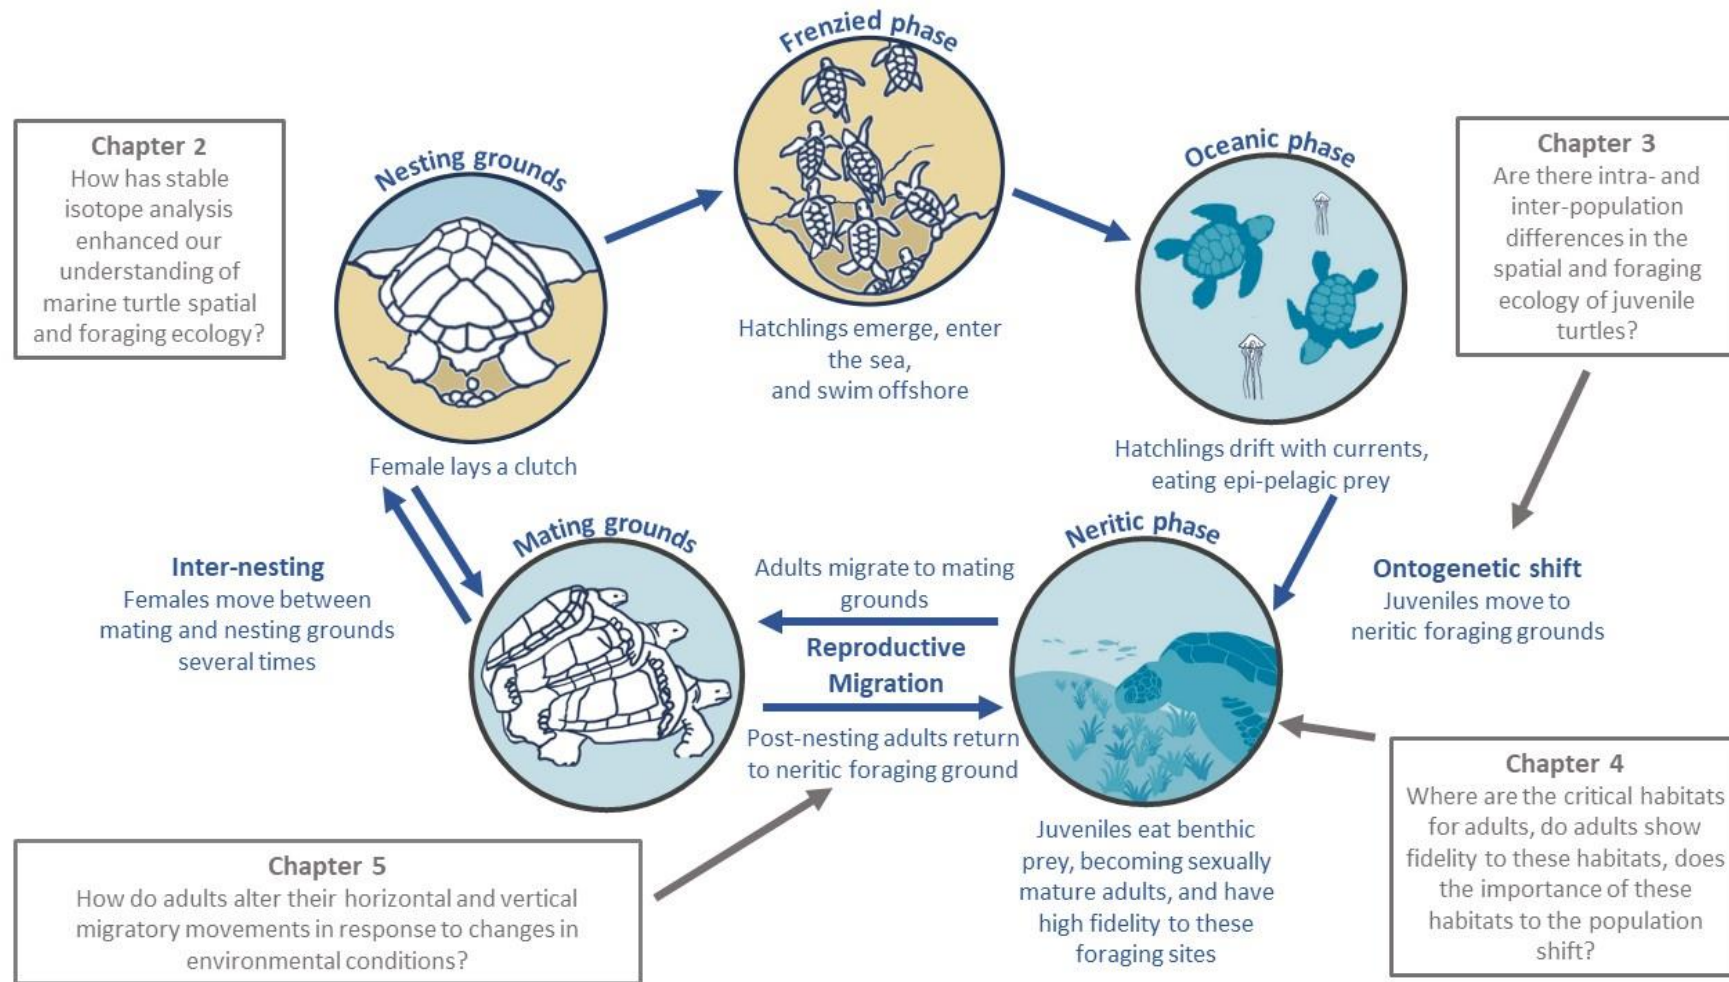 Frenzied phase
Hatchlings emerge, enter
the sea,
and swim offshore
Chapter 2
How has stable
isotope analysis
enhanced our
understanding of
marine turtle spatial
and foraging ecology?
Nesting grounds
Female lays a clutch
Oceanic phase
Hatchlings drift with currents,
eating epi-pelagic prey
Chapter 3
Are there intra- and
inter-population
differences in the
spatial and foraging
ecology of juvenile
turtles?
Inter-nesting
Females move between
mating and nesting grounds
several times
Mating grounds
Adults migrate to mating
grounds
Reproductive
Migration
Post-nesting adults return
to neritic foraging ground
Neritic phase
Juveniles eat benthic
prey, becoming sexually
mature adults, and have
high fidelity to these
foraging sites
Ontogenetic shift
Juveniles move to
neritic foraging grounds
Chapter 5
How do adults alter their horizontal and vertical
migratory movements in response to changes in
environmental conditions?
Chapter 4
Where are the critical habitats
for adults, do adults show
fidelity to these habitats, does
the importance of these
habitats to the population
shift?